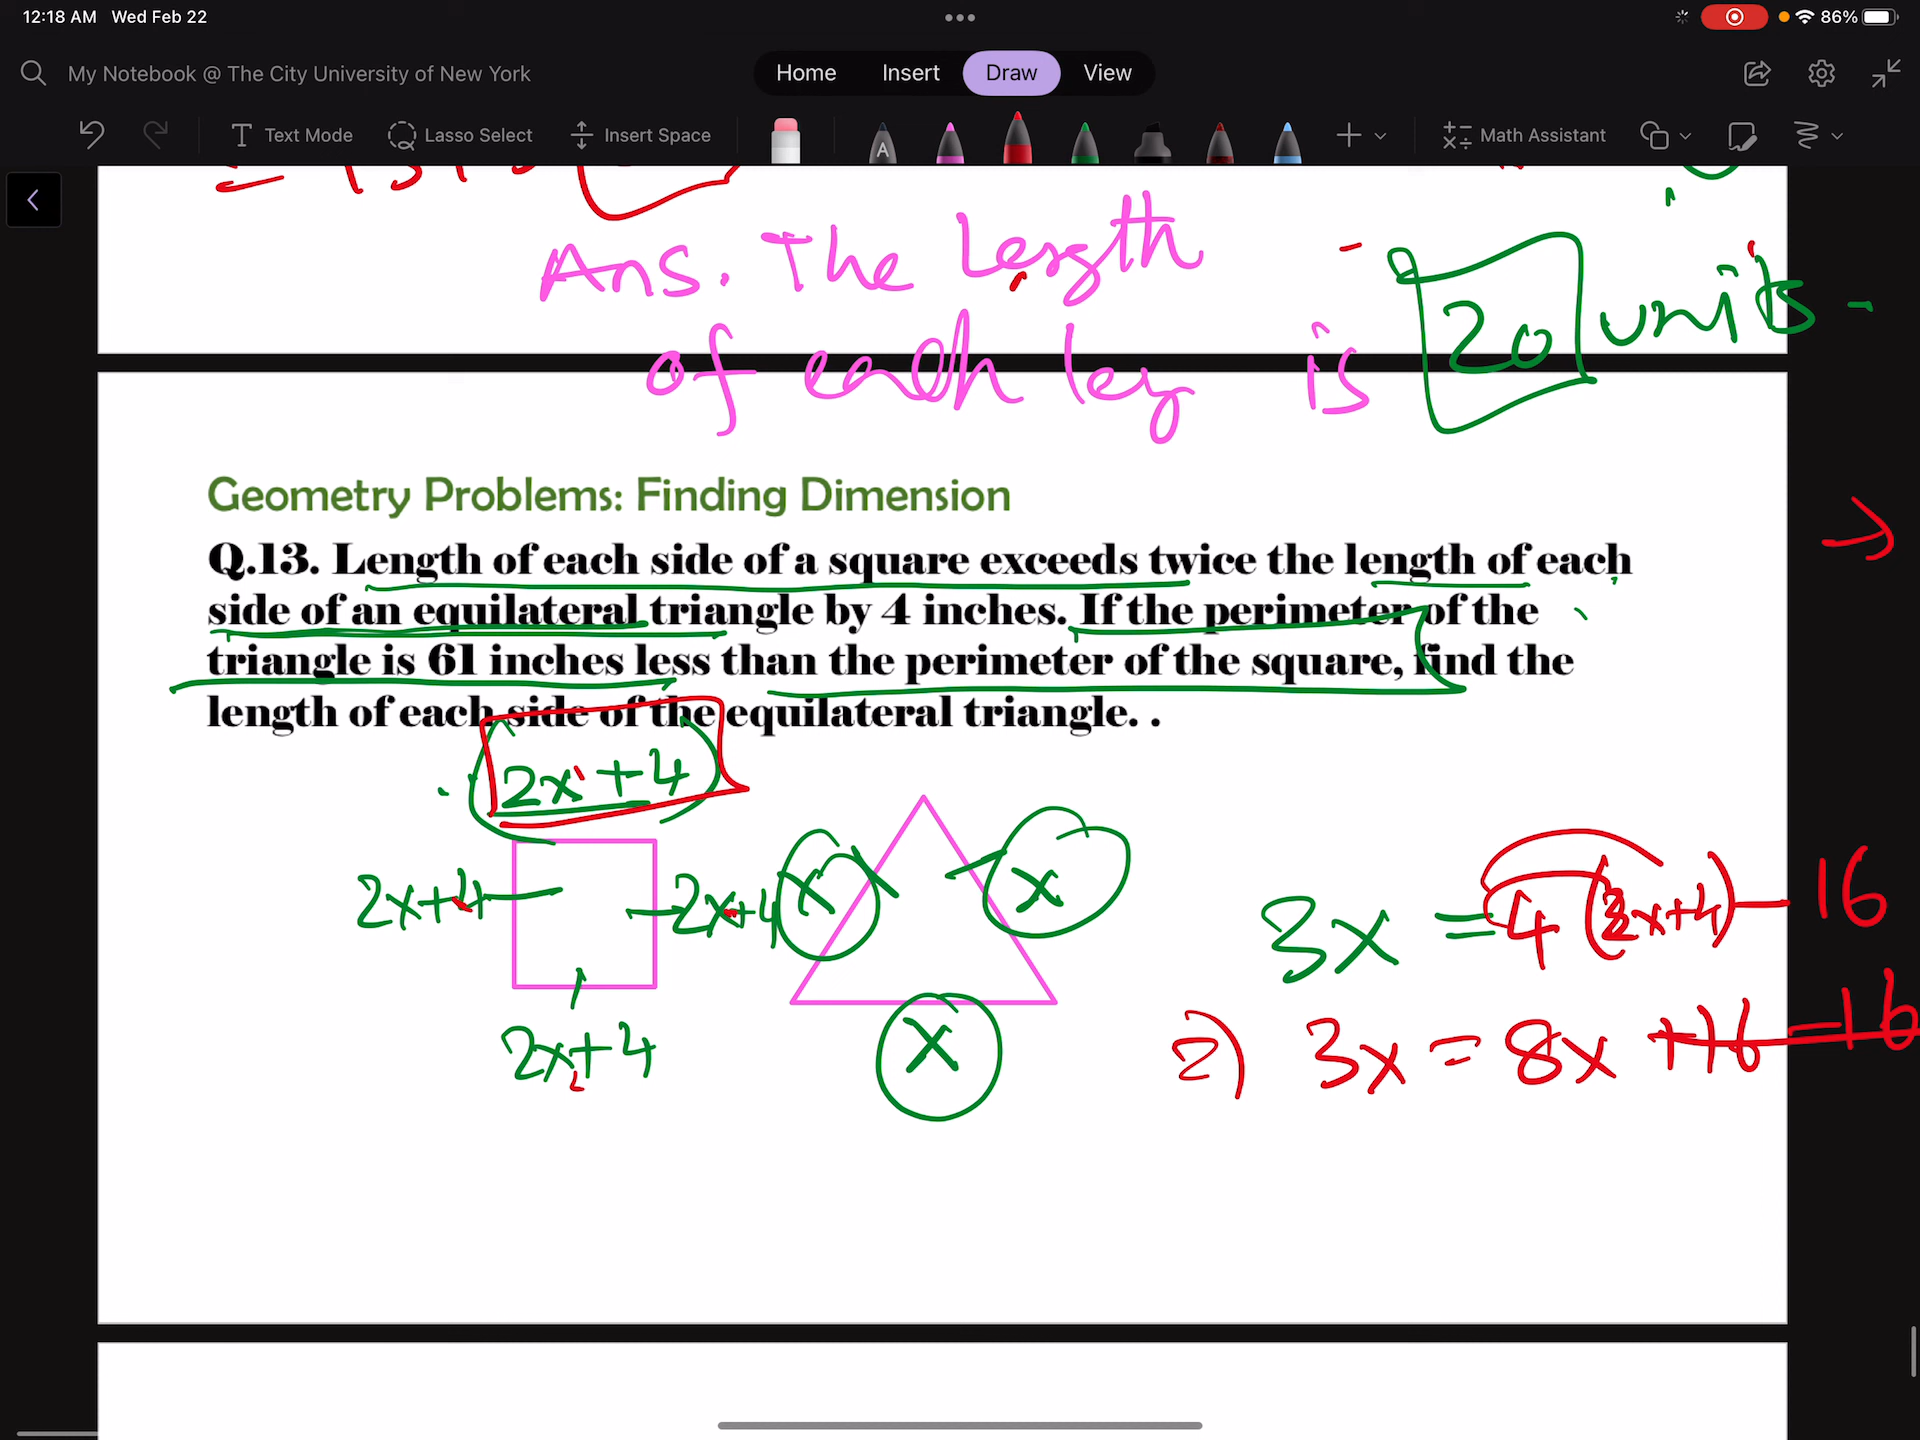 12:18 AM Wed Feb 22
86%
My Notebook @ The City University of New York
Home Insert Draw View
Text Mode Lasso Select Insert Space A Math Assistant
Ans. The Length
of each leg is 20 units
Geometry Problems: Finding Dimension
Q.13. Length of each side of a square exceeds twice the length of each
side of an equilateral triangle by 4 inches. If the perimeter of the
triangle is 61 inches less than the perimeter of the square, find the
length of each side of the equilateral triangle. .
2x+4
2x+4 2x+4 x x
2x+4 x
3x = 4(2x+4) - 16
2) 3x = 8x +16 - 16